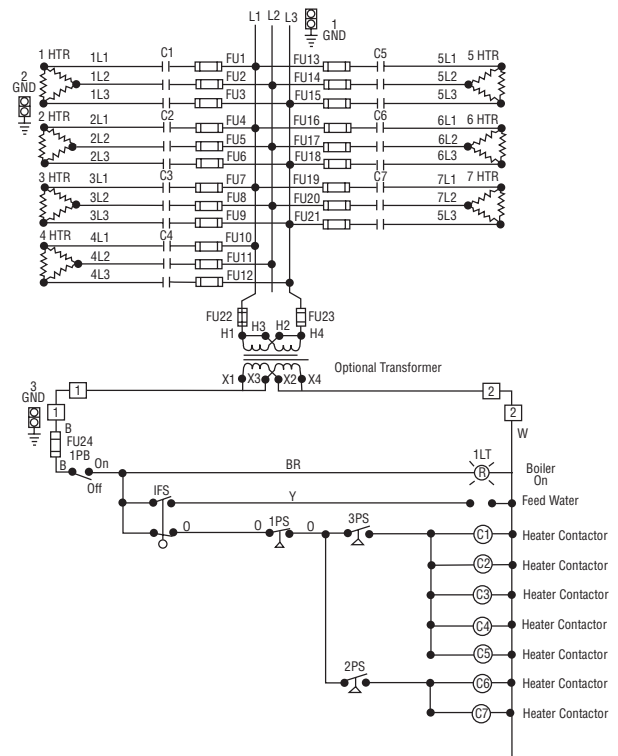 L1 L2 L3
1
GND
2
GND
1 HTR 1L1 C1 FU1 FU13 C5 5L1 5 HTR
1L2 FU2 FU14 5L2
1L3 FU3 FU15 5L3
2 HTR 2L1 C2 FU4 FU16 C6 6L1 6 HTR
2L2 FU5 FU17 6L2
2L3 FU6 FU18 6L3
3 HTR 3L1 C3 FU7 FU19 C7 7L1 7 HTR
3L2 FU8 FU20 7L2
3L3 FU9 FU21 5L3
4 HTR 4L1 C4 FU10
4L2 FU11
4L3 FU12
FU22 FU23
H1 H3 H2 H4
Optional Transformer
X1 X3 X2 X4
3
GND
1 2
1 2
B W
FU24
1PB
B On
Off
BR
1LT
R
Boiler
On
IFS Y Feed Water
O O 1PS O 3PS C1 Heater Contactor
C2 Heater Contactor
C3 Heater Contactor
C4 Heater Contactor
C5 Heater Contactor
2PS C6 Heater Contactor
C7 Heater Contactor